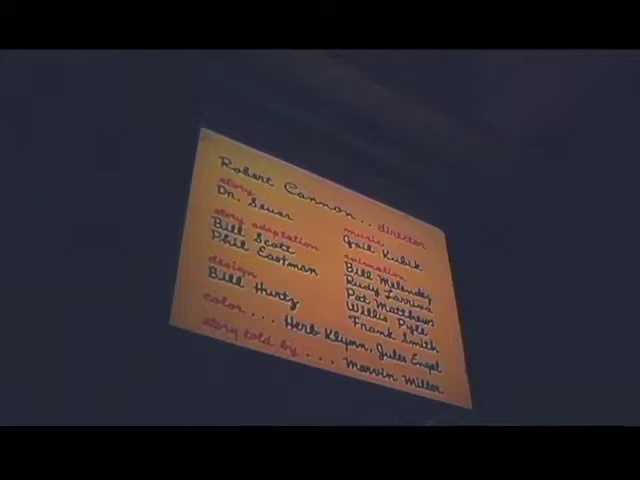 Robert Cannon.. director
story
Dr. Seuss
story adaptation
Bill Scott
Phil Eastman
design
Bill Hurtz
music
Gail Kubik
animation
Bill Melendez
Rudy Larriva
Pat Matthews
Willis Pyle
Frank Smith
color... Herb Klynn, Jules Engel
story told by... Marvin Miller